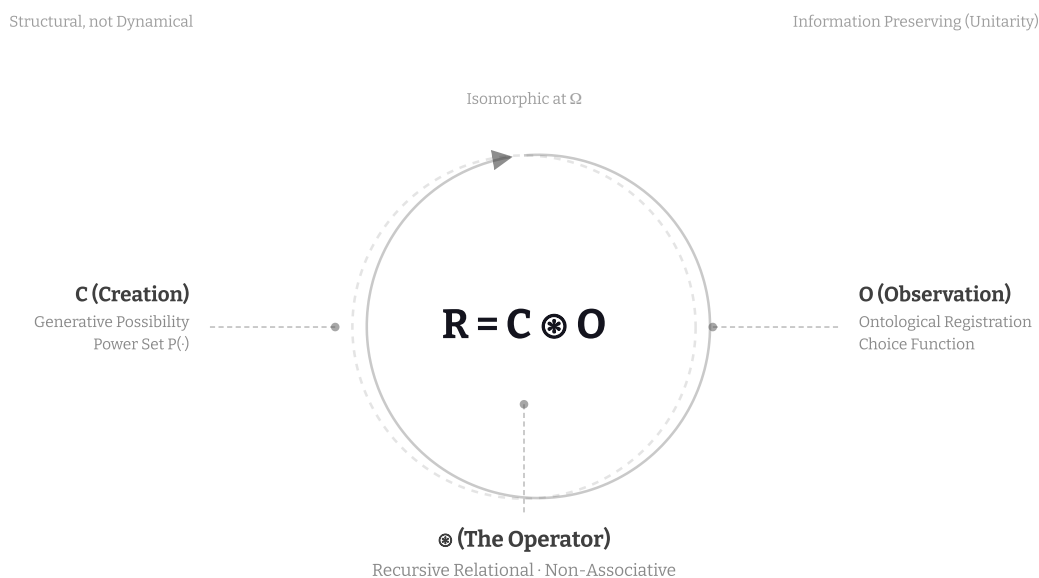 Structural, not Dynamical
Information Preserving (Unitarity)
Isomorphic at Ω
C (Creation)
Generative Possibility
Power Set P(·)
R = C ⊛ O
O (Observation)
Ontological Registration
Choice Function
⊛ (The Operator)
Recursive Relational · Non-Associative